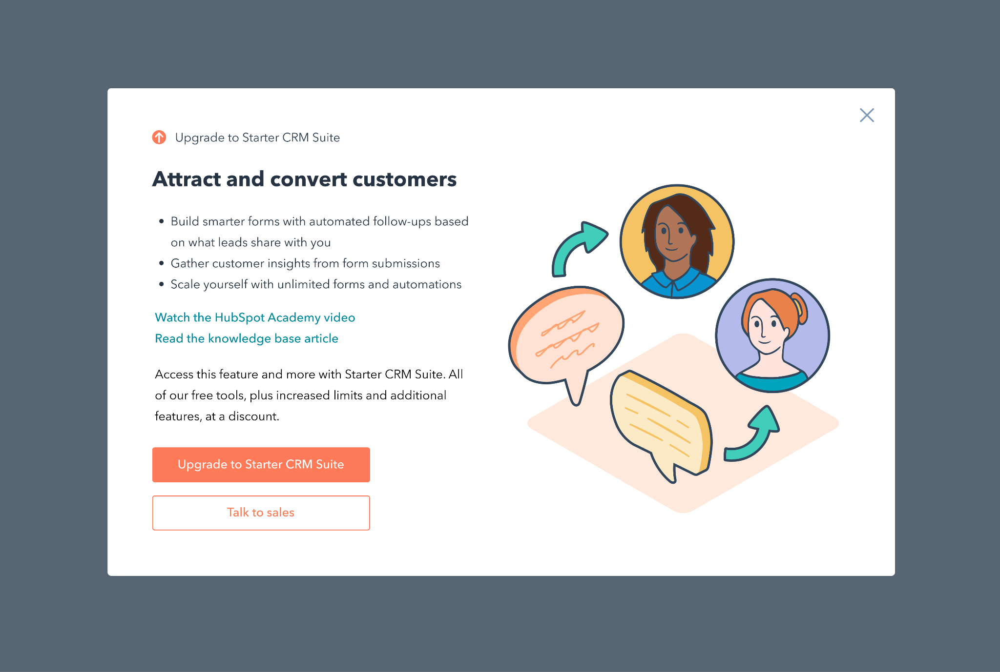 Upgrade to Starter CRM Suite
Attract and convert customers
• Build smarter forms with automated follow-ups based
on what leads share with you
• Gather customer insights from form submissions
• Scale yourself with unlimited forms and automations
Watch the HubSpot Academy video
Read the knowledge base article
Access this feature and more with Starter CRM Suite. All
of our free tools, plus increased limits and additional
features, at a discount.
Upgrade to Starter CRM Suite
Talk to sales